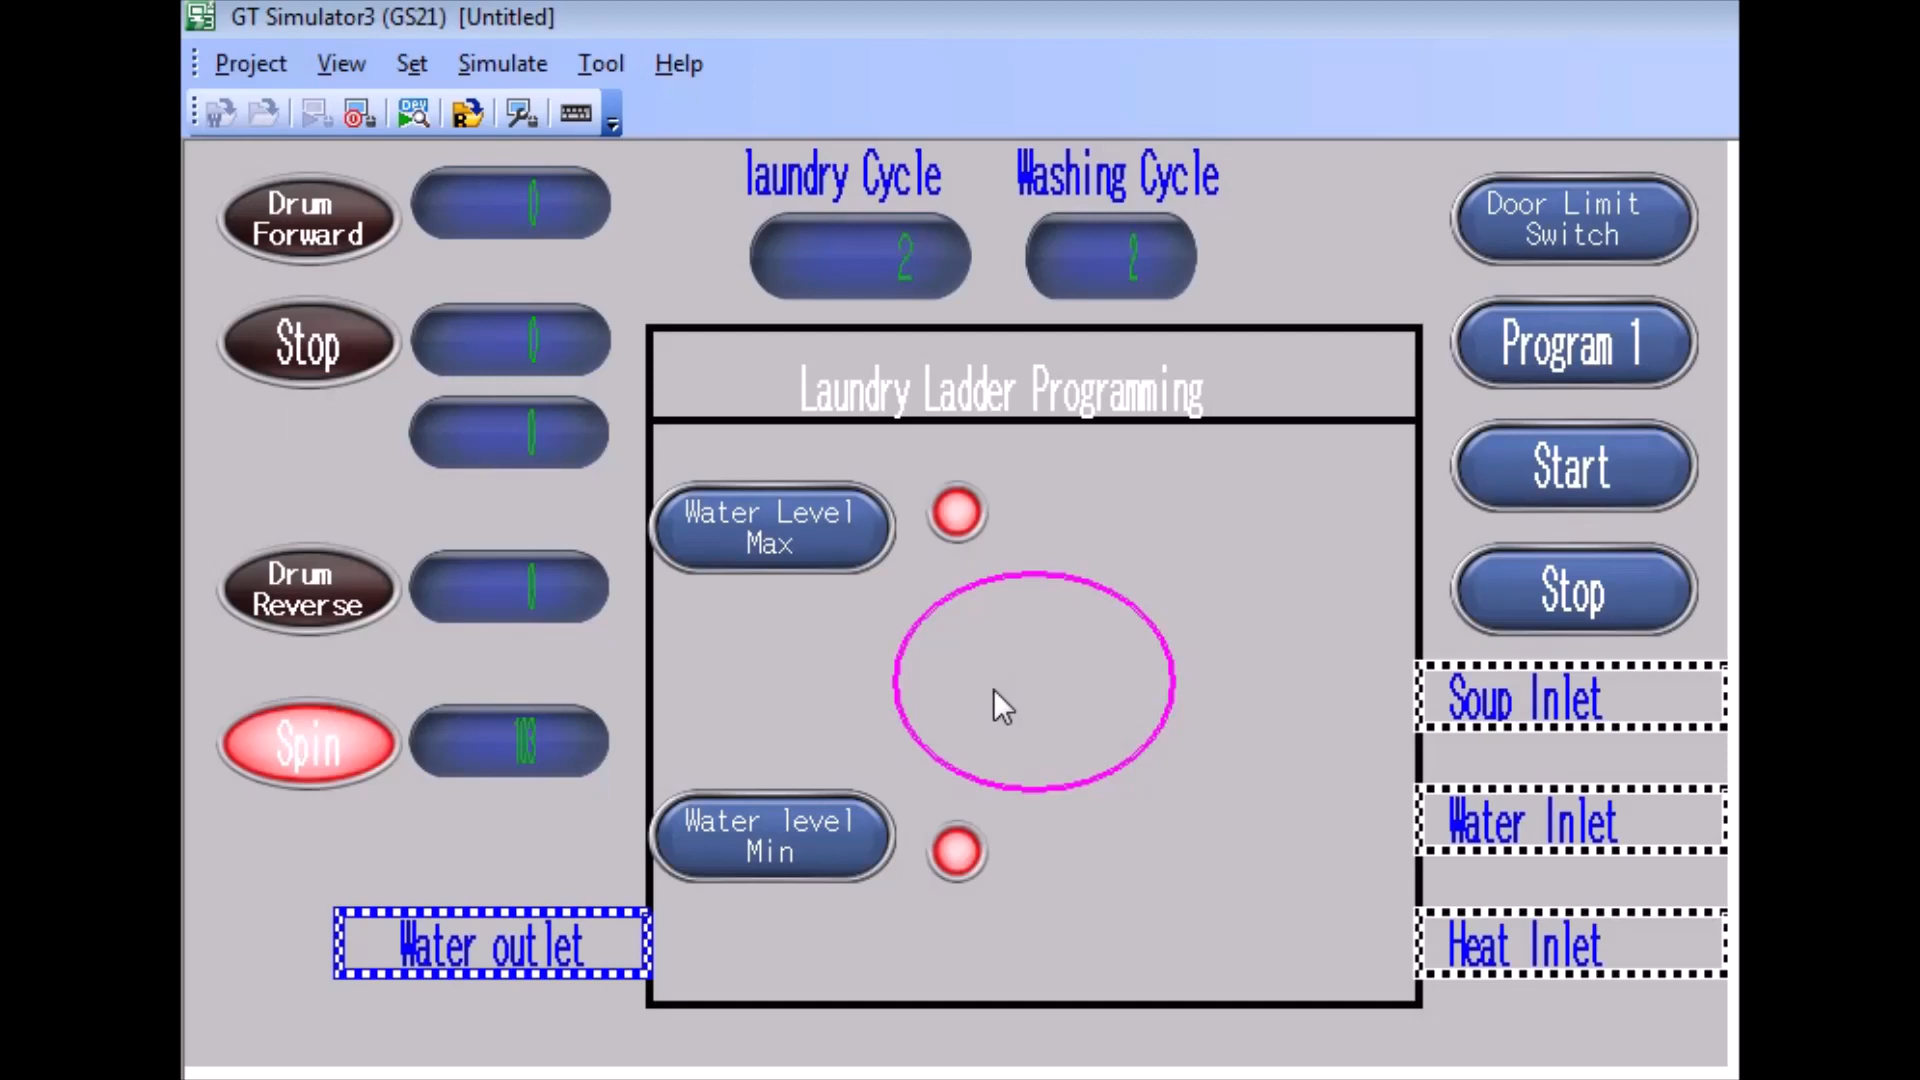 GT Simulator3 (GS21) [Untitled]
Project View Set Simulate Tool Help
laundry Cycle
Washing Cycle
2
2
Drum
Forward
0
Stop
0
0
Drum
Reverse
0
Spin
103
Water outlet
Laundry Ladder Programming
Water Level
Max
Water level
Min
Door Limit
Switch
Program 1
Start
Stop
Soup Inlet
Water Inlet
Heat Inlet